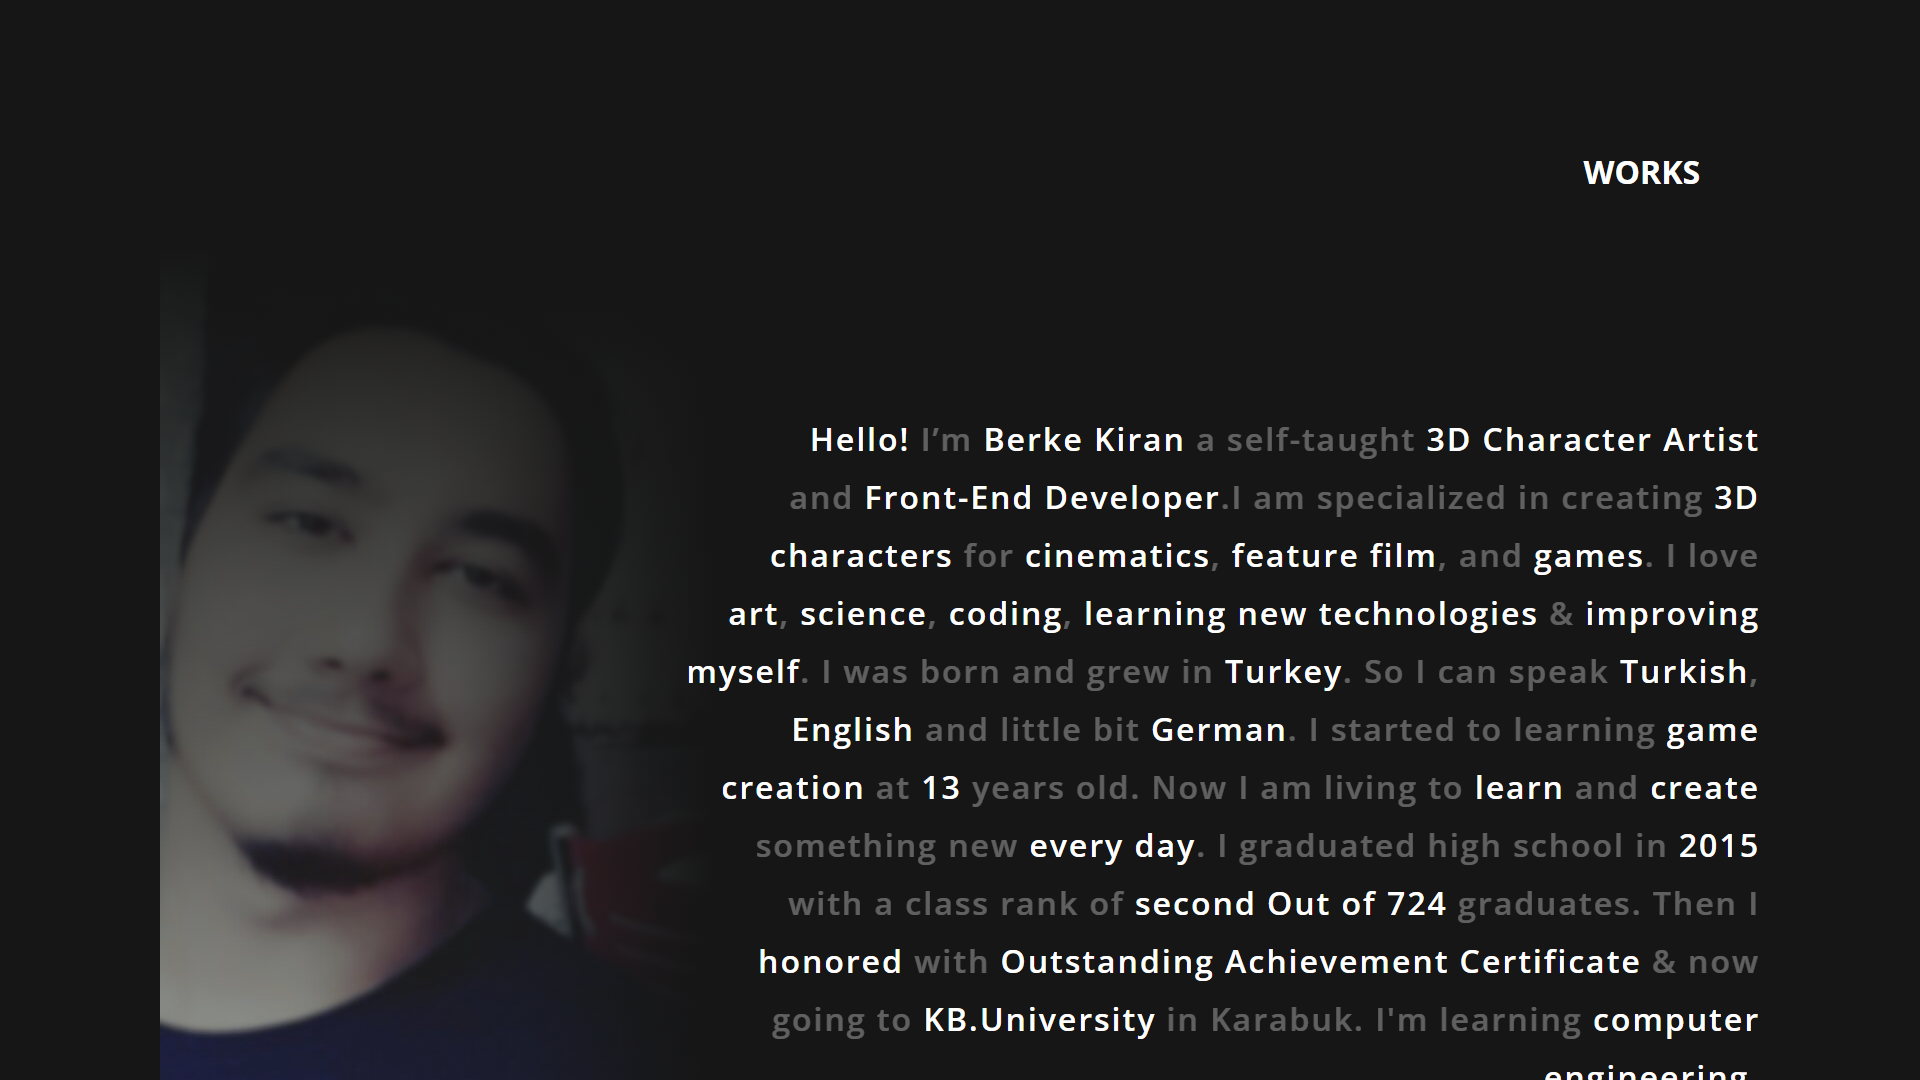 WORKS
Hello! I’m Berke Kiran a self-taught 3D Character Artist
and Front-End Developer.I am specialized in creating 3D
characters for cinematics, feature film, and games. I love
art, science, coding, learning new technologies & improving
myself. I was born and grew in Turkey. So I can speak Turkish,
English and little bit German. I started to learning game
creation at 13 years old. Now I am living to learn and create
something new every day. I graduated high school in 2015
with a class rank of second Out of 724 graduates. Then I
honored with Outstanding Achievement Certificate & now
going to KB.University in Karabuk. I'm learning computer
engineering.